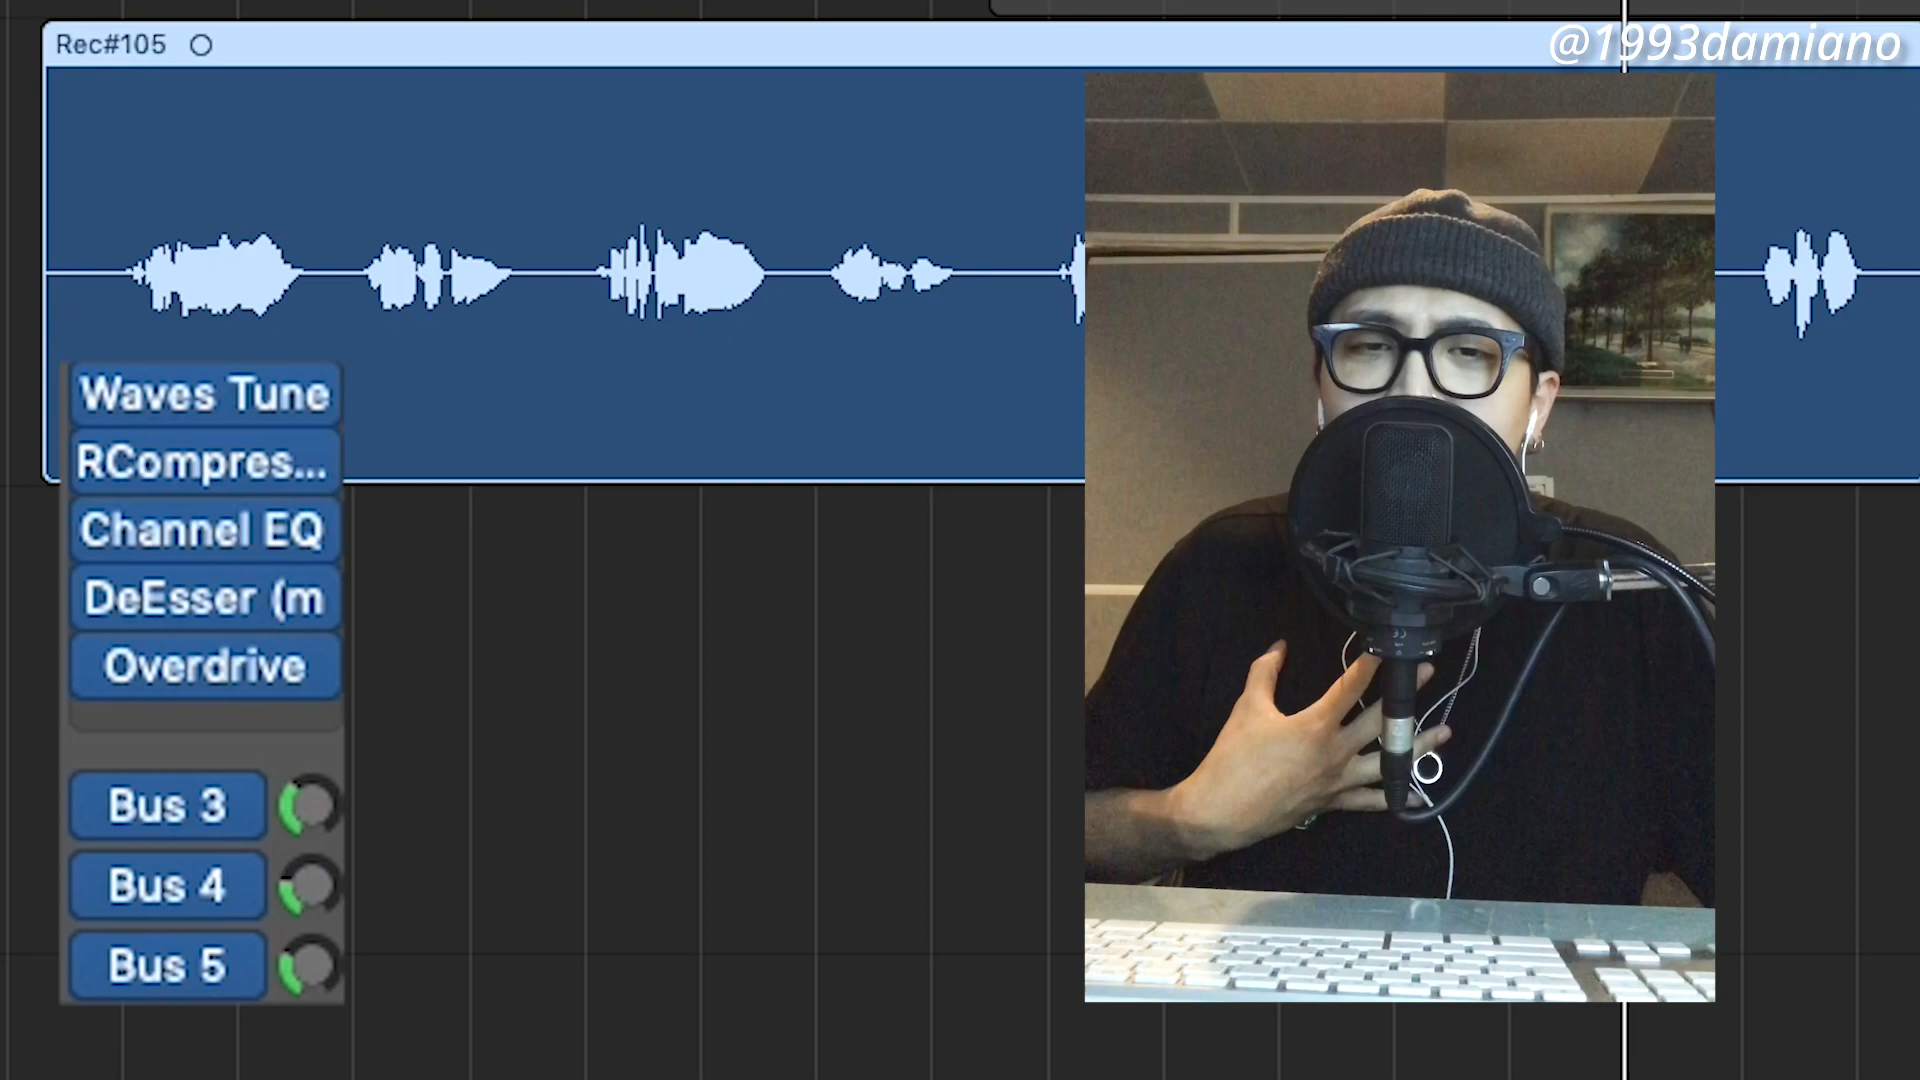 Rec#105
@1993damiano
Waves Tune
RCompres...
Channel EQ
DeEsser (m
Overdrive
Bus 3
Bus 4
Bus 5